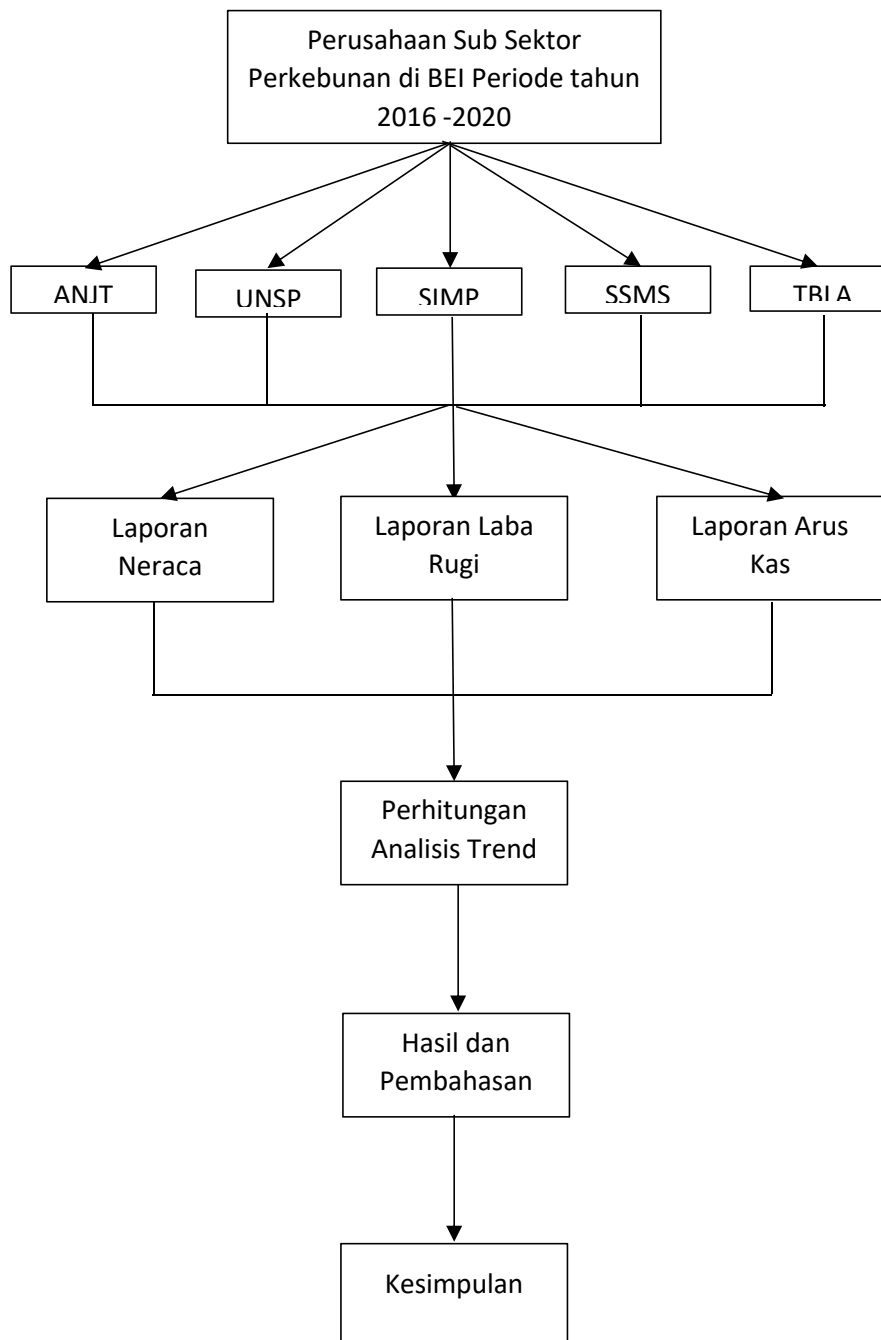 Perusahaan Sub Sektor
Perkebunan di BEI Periode tahun
2016 -2020
ANJT
UNSP
SIMP
SSMS
TBLA
Laporan
Neraca
Laporan Laba
Rugi
Laporan Arus
Kas
Perhitungan
Analisis Trend
Hasil dan
Pembahasan
Kesimpulan